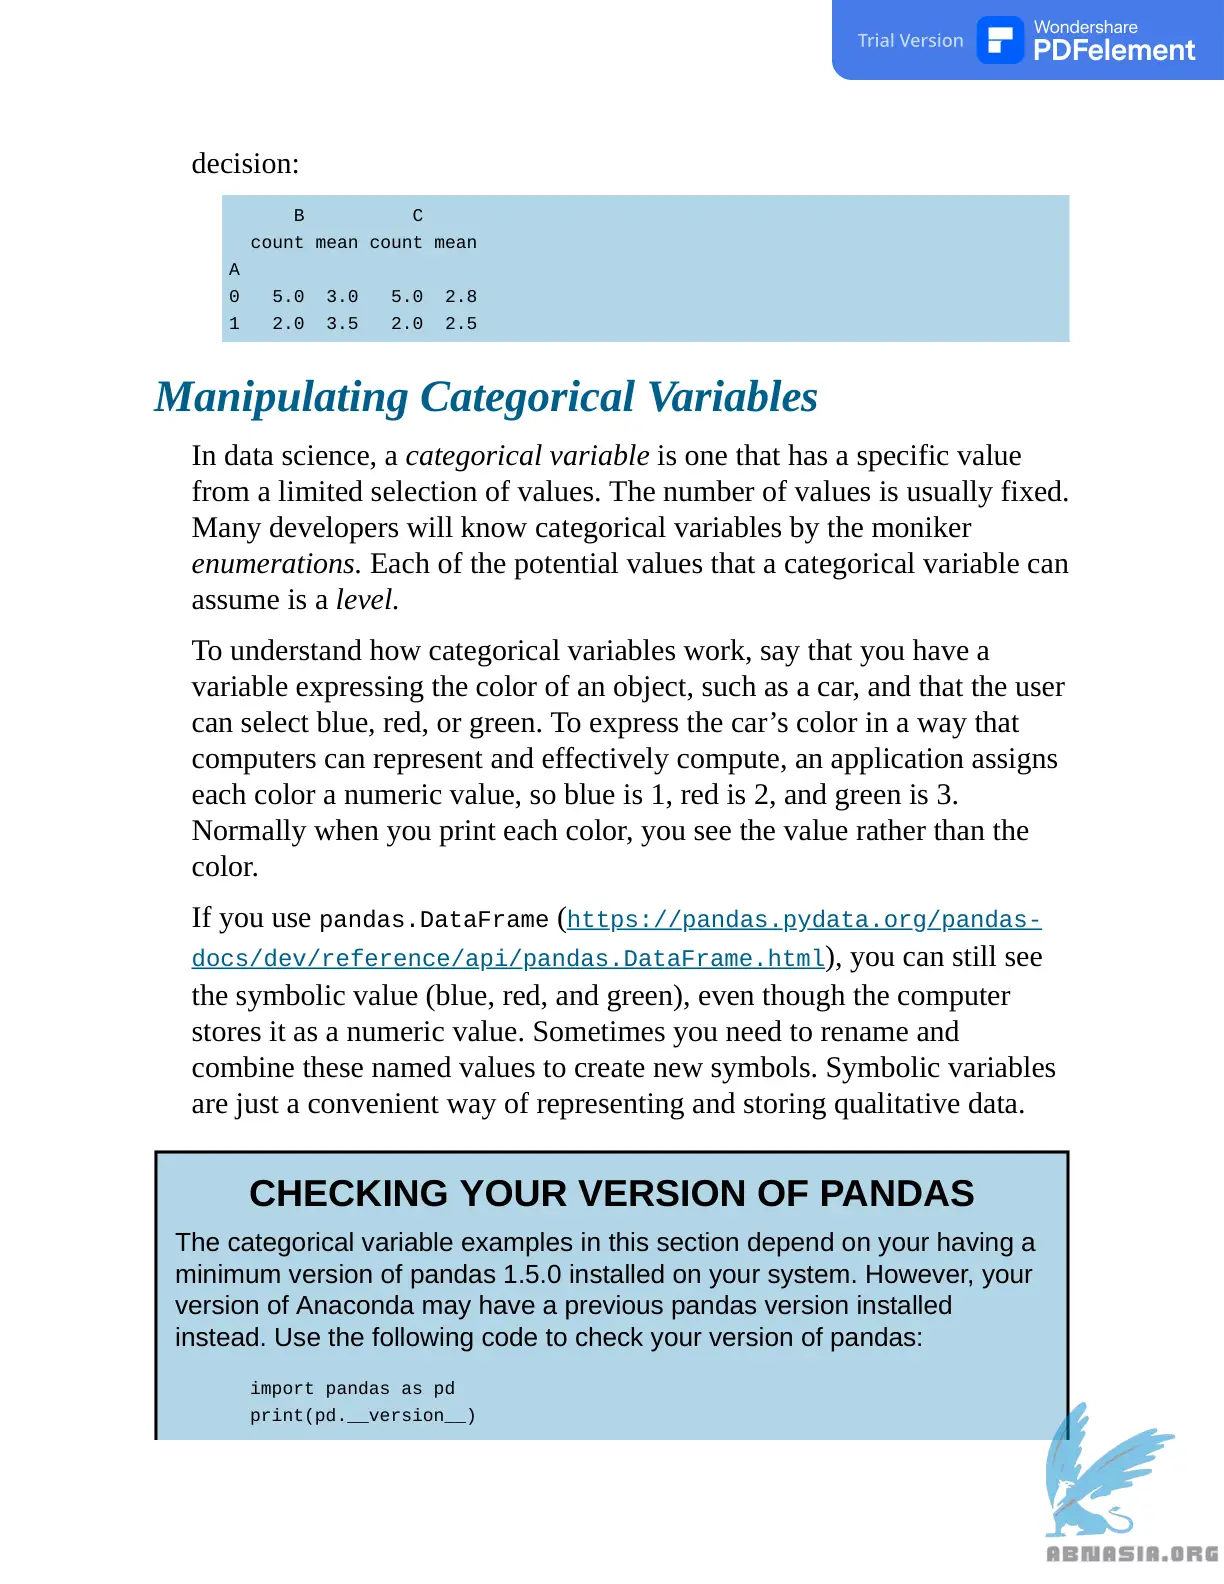 Trial Version
Wondershare
PDFelement
decision:
B C
count mean count mean
A
0 5.0 3.0 5.0 2.8
1 2.0 3.5 2.0 2.5
Manipulating Categorical Variables
In data science, a categorical variable is one that has a specific value
from a limited selection of values. The number of values is usually fixed.
Many developers will know categorical variables by the moniker
enumerations. Each of the potential values that a categorical variable can
assume is a level.
To understand how categorical variables work, say that you have a
variable expressing the color of an object, such as a car, and that the user
can select blue, red, or green. To express the car’s color in a way that
computers can represent and effectively compute, an application assigns
each color a numeric value, so blue is 1, red is 2, and green is 3.
Normally when you print each color, you see the value rather than the
color.
If you use pandas.DataFrame (https://pandas.pydata.org/pandas-
docs/dev/reference/api/pandas.DataFrame.html), you can still see
the symbolic value (blue, red, and green), even though the computer
stores it as a numeric value. Sometimes you need to rename and
combine these named values to create new symbols. Symbolic variables
are just a convenient way of representing and storing qualitative data.
CHECKING YOUR VERSION OF PANDAS
The categorical variable examples in this section depend on your having a
minimum version of pandas 1.5.0 installed on your system. However, your
version of Anaconda may have a previous pandas version installed
instead. Use the following code to check your version of pandas:
import pandas as pd
print(pd.__version__)
ABNASIA.ORG